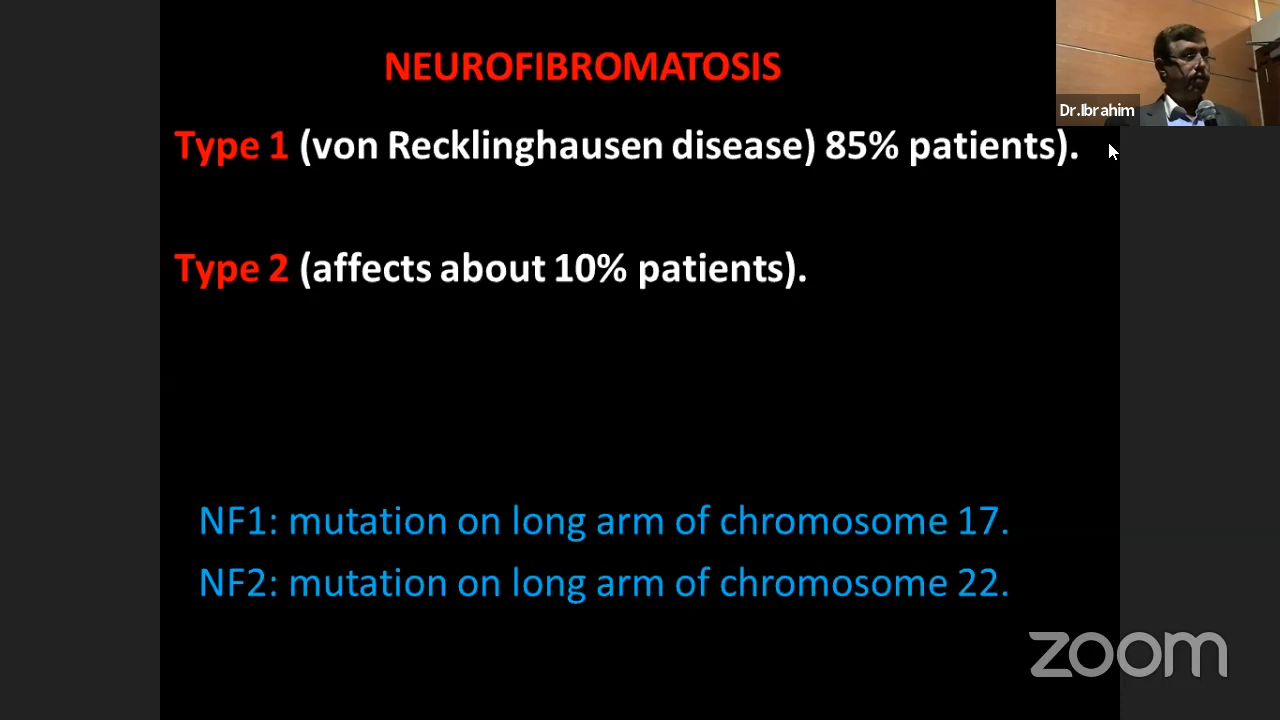 NEUROFIBROMATOSIS
Dr.Ibrahim
Type 1 (von Recklinghausen disease) 85% patients).
Type 2 (affects about 10% patients).
NF1: mutation on long arm of chromosome 17.
NF2: mutation on long arm of chromosome 22.
zoom